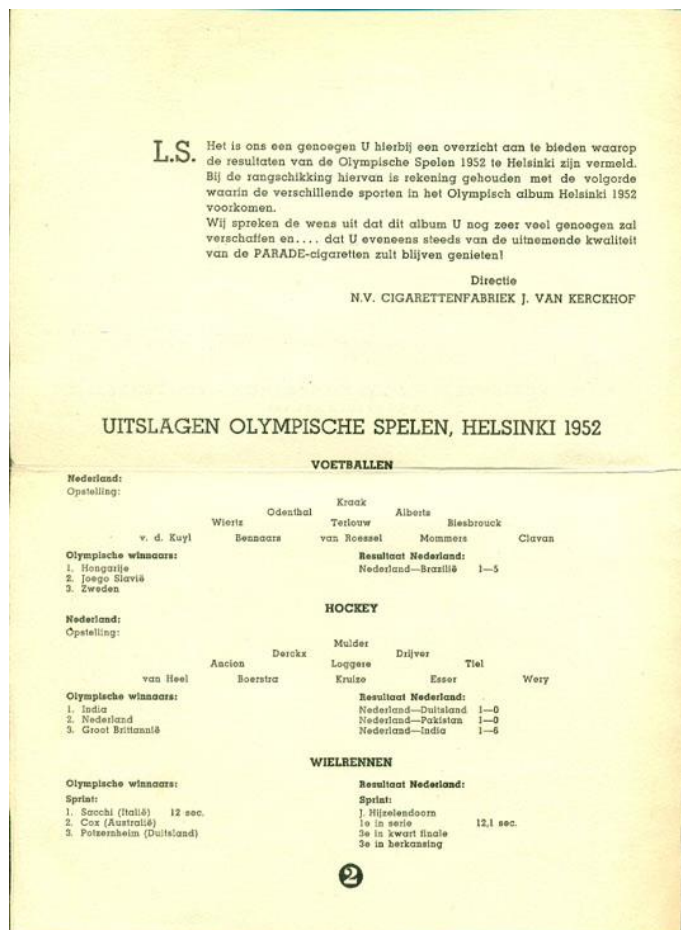 L.S. Het is ons een genoegen U hierbij een overzicht aan te bieden waarop
de resultaten van de Olympische Spelen 1952 te Helsinki zijn vermeld.
Bij de rangschikking hiervan is rekening gehouden met de volgorde
waarin de verschillende sporten in het Olympisch album Helsinki 1952
voorkomen.
Wij spreken de wens uit dat dit album U nog zeer veel genoegen zal
verschaffen en.... dat U eveneens steeds van de uitnemende kwaliteit
van de PARADE-cigaretten zult blijven genieten!
Directie
N.V. CIGARETTENFABRIEK J. VAN KERCKHOF
UITSLAGEN OLYMPISCHE SPELEN, HELSINKI 1952
VOETBALLEN
Nederland:
Opstelling:
Kraak
Odenthal Alberts
Wiertz Terlouw Biesbrouck
v. d. Kuyl Bennaars van Roessel Mommers Clavan
Olympische winnaars: Resultaat Nederland:
1. Hongarije Nederland—Brazilië 1—5
2. Joego Slavië
3. Zweden
HOCKEY
Nederland:
Opstelling:
Mulder
Derckx Drijver
Ancion Loggere Tiel
van Heel Boerstra Kruize Esser Wery
Olympische winnaars: Resultaat Nederland:
1. India Nederland—Duitsland 1—0
2. Nederland Nederland—Pakistan 1—0
3. Groot Brittannië Nederland—India 1—6
WIELRENNEN
Olympische winnaars: Resultaat Nederland:
Sprint: Sprint:
1. Sacchi (Italië) 12 sec. J. Hijzelendoorn
2. Cox (Australië) 1e in serie 12,1 sec.
3. Potzernheim (Duitsland) 3e in kwart finale
3e in herkansing
2